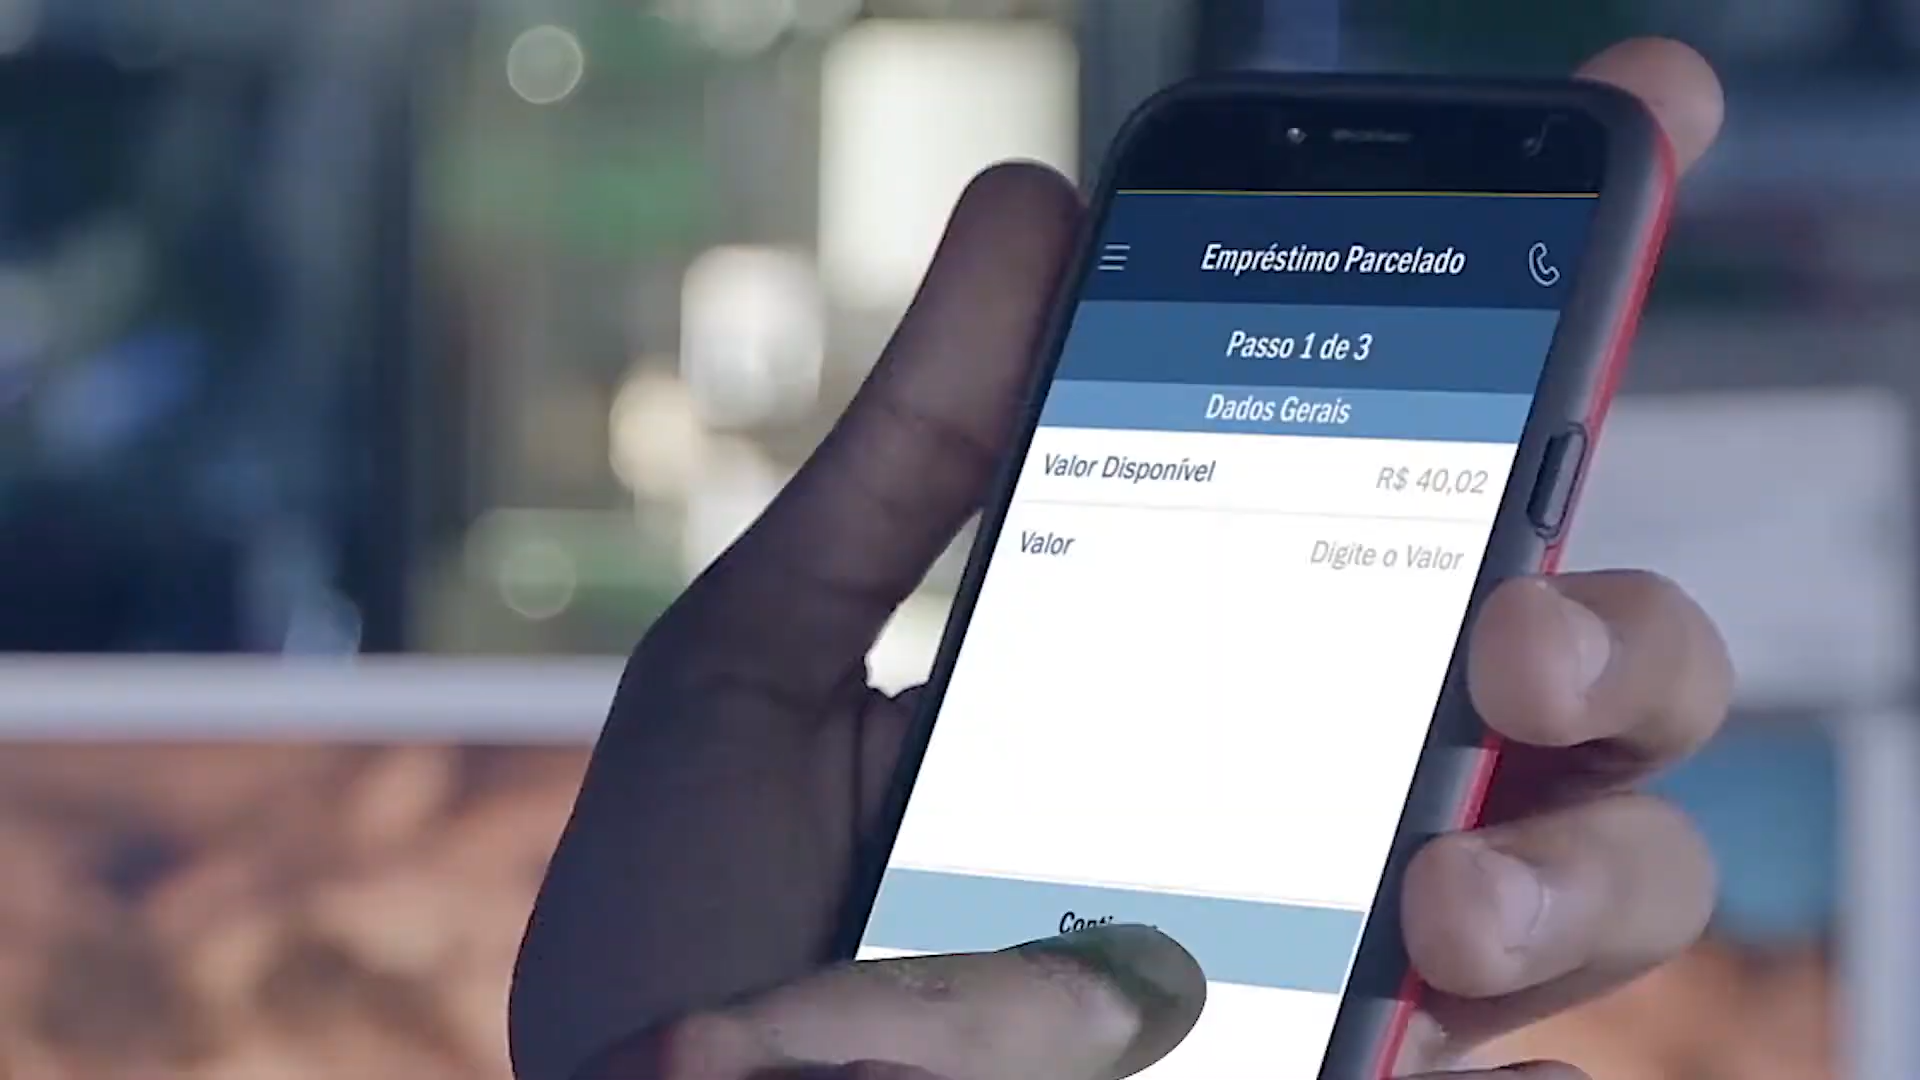 Empréstimo Parcelado
Passo 1 de 3
Dados Gerais
Valor Disponível R$ 40,02
Valor Digite o Valor